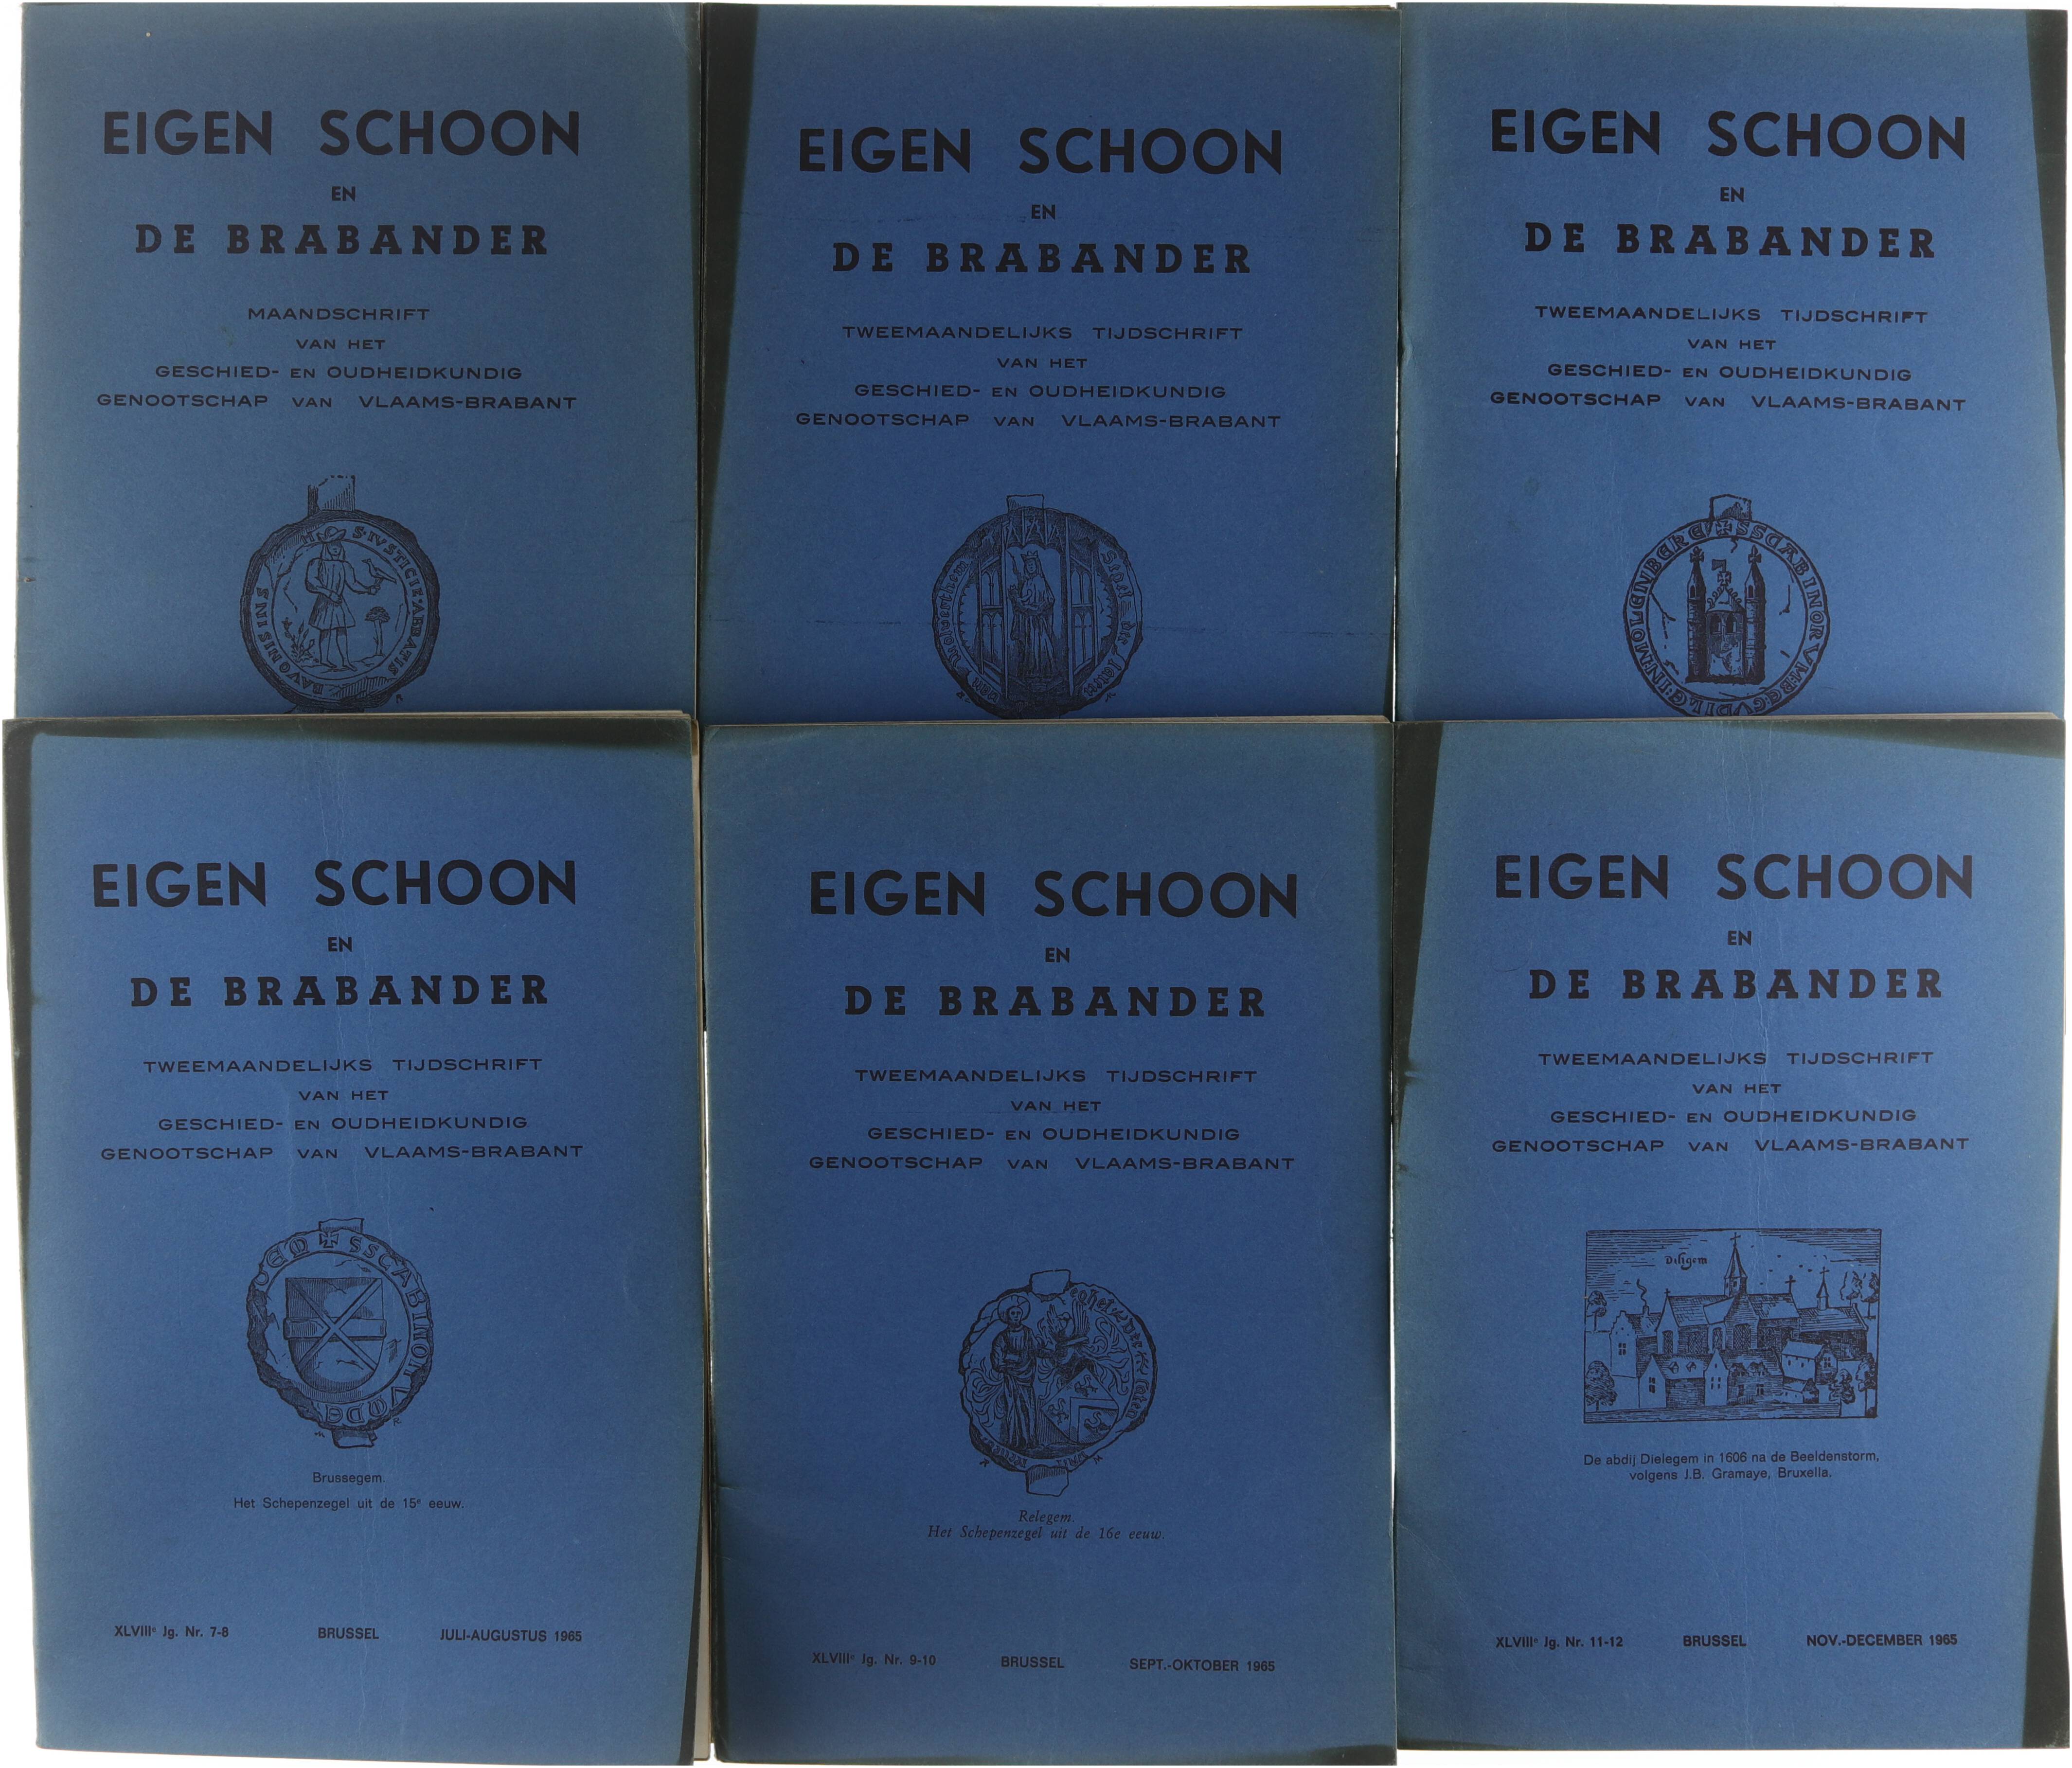 EIGEN SCHOON
EN
DE BRABANDER
MAANDSCHRIFT
VAN HET
GESCHIED- EN OUDHEIDKUNDIG
GENOOTSCHAP VAN VLAAMS-BRABANT
S·IVSTICIE·ABBATIS
BAVONISINS
EIGEN SCHOON
EN
DE BRABANDER
TWEEMAANDELIJKS TIJDSCHRIFT
VAN HET
GESCHIED- EN OUDHEIDKUNDIG
GENOOTSCHAP VAN VLAAMS-BRABANT
EIGEN SCHOON
EN
DE BRABANDER
TWEEMAANDELIJKS TIJDSCHRIFT
VAN HET
GESCHIED- EN OUDHEIDKUNDIG
GENOOTSCHAP VAN VLAAMS-BRABANT
EIGEN SCHOON
EN
DE BRABANDER
TWEEMAANDELIJKS TIJDSCHRIFT
VAN HET
GESCHIED- EN OUDHEIDKUNDIG
GENOOTSCHAP VAN VLAAMS-BRABANT
Brussegem.
Het Schepenzegel uit de 15e eeuw.
XLVIIIe Jg. Nr. 7-8 BRUSSEL JULI-AUGUSTUS 1965
EIGEN SCHOON
EN
DE BRABANDER
TWEEMAANDELIJKS TIJDSCHRIFT
VAN HET
GESCHIED- EN OUDHEIDKUNDIG
GENOOTSCHAP VAN VLAAMS-BRABANT
Relegem.
Het Schepenzegel uit de 16e eeuw.
XLVIIIe Jg. Nr. 9-10 BRUSSEL SEPT.-OKTOBER 1965
EIGEN SCHOON
EN
DE BRABANDER
TWEEMAANDELIJKS TIJDSCHRIFT
VAN HET
GESCHIED- EN OUDHEIDKUNDIG
GENOOTSCHAP VAN VLAAMS-BRABANT
Diligem
De abdij Dielegem in 1606 na de Beeldenstorm,
volgens J.B. Gramaye, Bruxella.
XLVIIIe Jg. Nr. 11-12 BRUSSEL NOV.-DECEMBER 1965